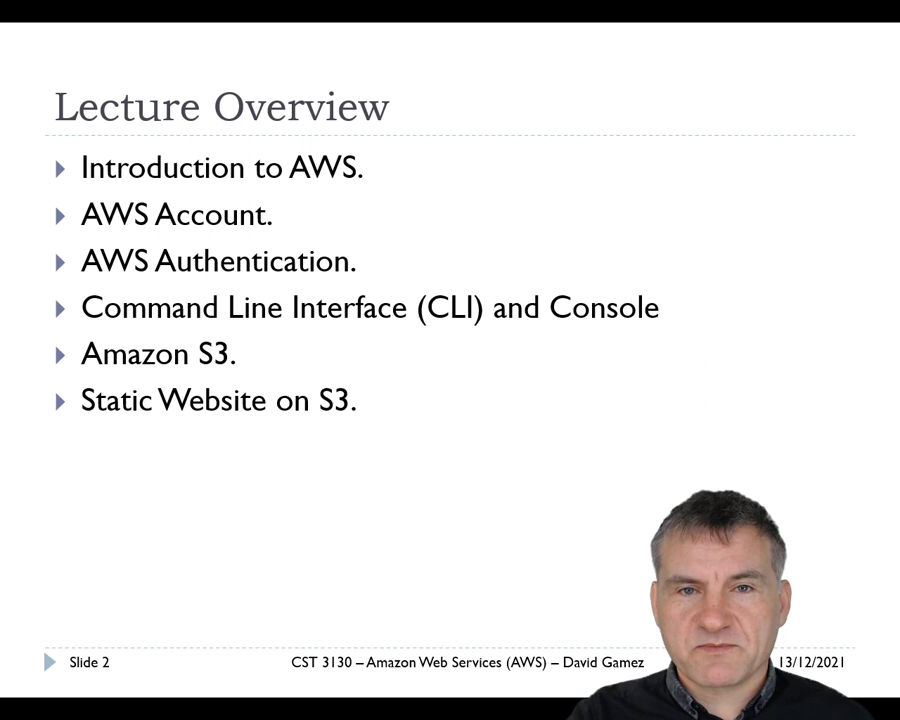 Lecture Overview
Introduction to AWS.
AWS Account.
AWS Authentication.
Command Line Interface (CLI) and Console
Amazon S3.
Static Website on S3.
Slide 2
CST 3130 – Amazon Web Services (AWS) – David Gamez
13/12/2021